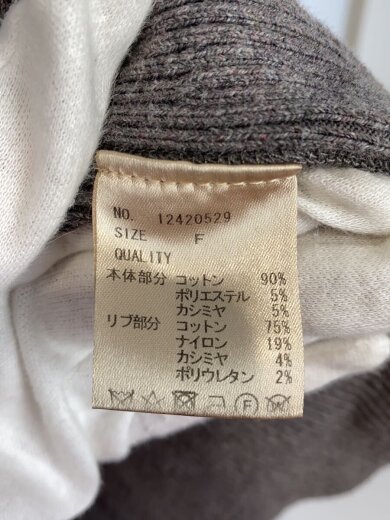 NO. 12420529
SIZE F
QUALITY
本体部分 コットン 90%
ポリエステル 5%
カシミヤ 5%
リブ部分 コットン 75%
ナイロン 19%
カシミヤ 4%
ポリウレタン 2%